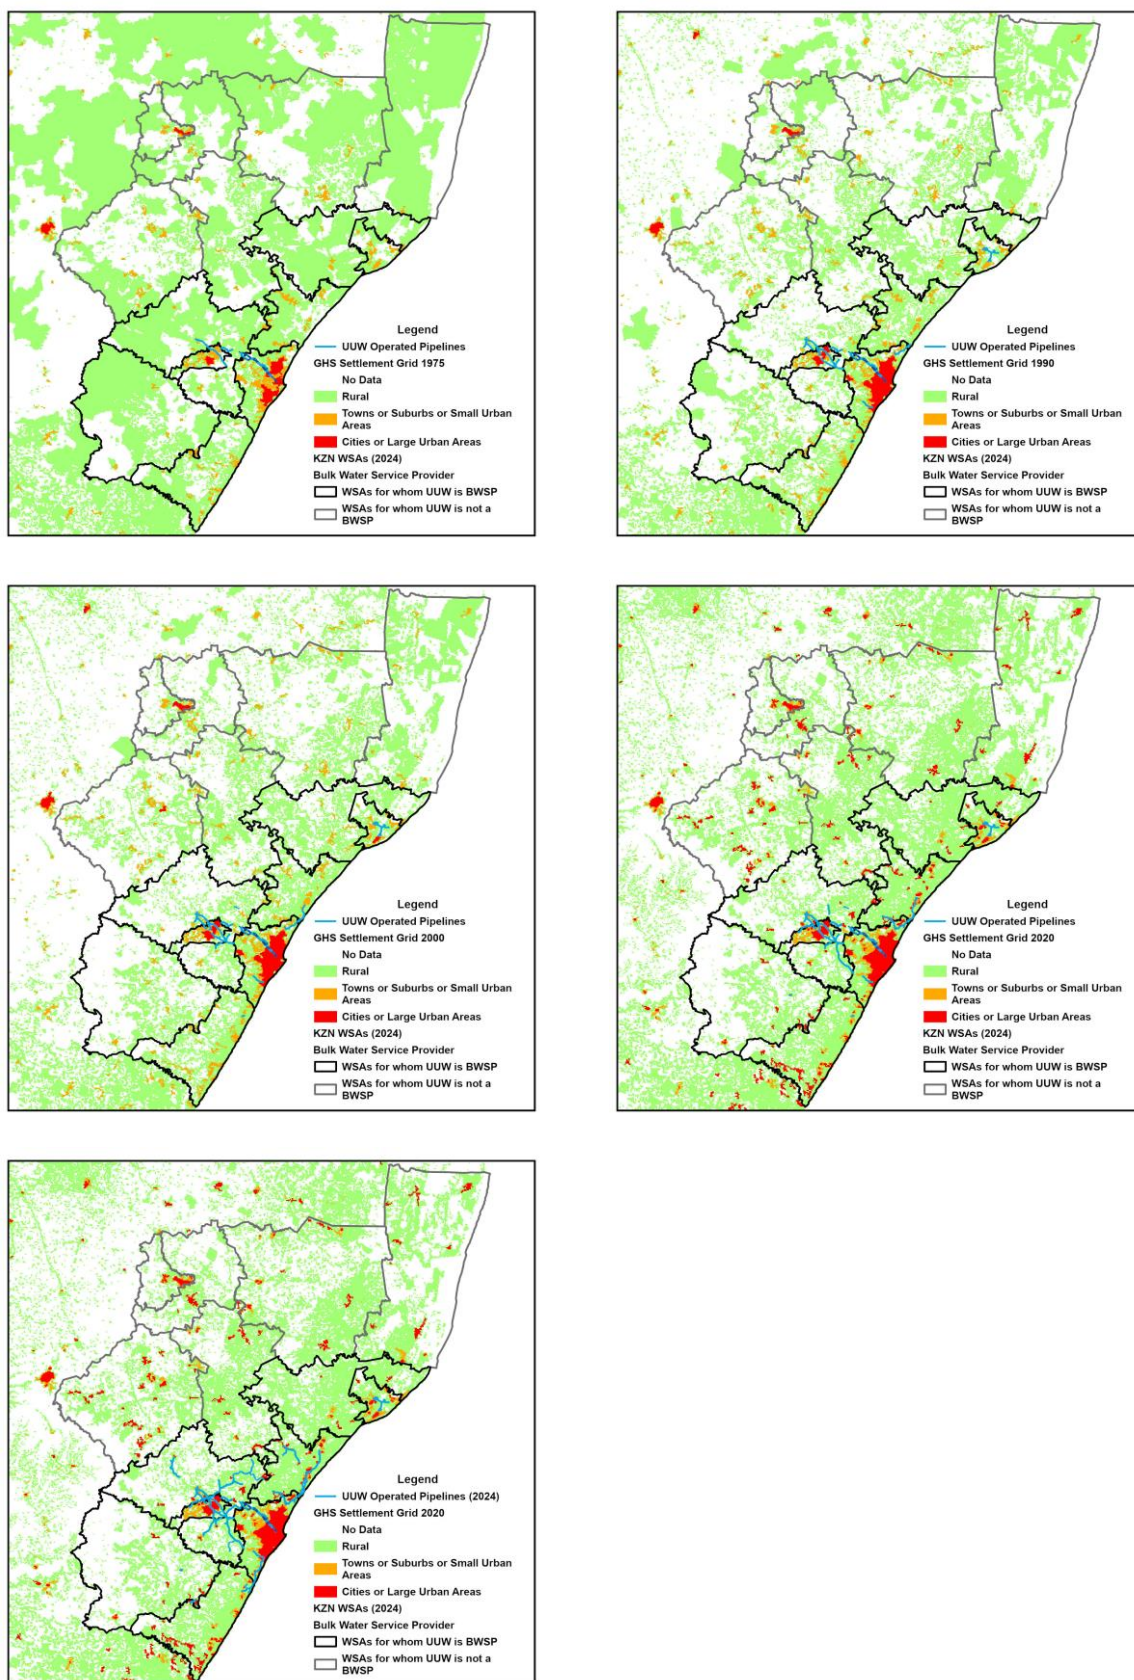 Legend
UUW Operated Pipelines
GHS Settlement Grid 1975
No Data
Rural
Towns or Suburbs or Small Urban
Areas
Cities or Large Urban Areas
KZN WSAs (2024)
Bulk Water Service Provider
WSAs for whom UUW is BWSP
WSAs for whom UUW is not a
BWSP
Legend
UUW Operated Pipelines
GHS Settlement Grid 1990
No Data
Rural
Towns or Suburbs or Small Urban
Areas
Cities or Large Urban Areas
KZN WSAs (2024)
Bulk Water Service Provider
WSAs for whom UUW is BWSP
WSAs for whom UUW is not a
BWSP
Legend
UUW Operated Pipelines
GHS Settlement Grid 2000
No Data
Rural
Towns or Suburbs or Small Urban
Areas
Cities or Large Urban Areas
KZN WSAs (2024)
Bulk Water Service Provider
WSAs for whom UUW is BWSP
WSAs for whom UUW is not a
BWSP
Legend
UUW Operated Pipelines
GHS Settlement Grid 2020
No Data
Rural
Towns or Suburbs or Small Urban
Areas
Cities or Large Urban Areas
KZN WSAs (2024)
Bulk Water Service Provider
WSAs for whom UUW is BWSP
WSAs for whom UUW is not a
BWSP
Legend
UUW Operated Pipelines (2024)
GHS Settlement Grid 2020
No Data
Rural
Towns or Suburbs or Small Urban
Areas
Cities or Large Urban Areas
KZN WSAs (2024)
Bulk Water Service Provider
WSAs for whom UUW is BWSP
WSAs for whom UUW is not a
BWSP